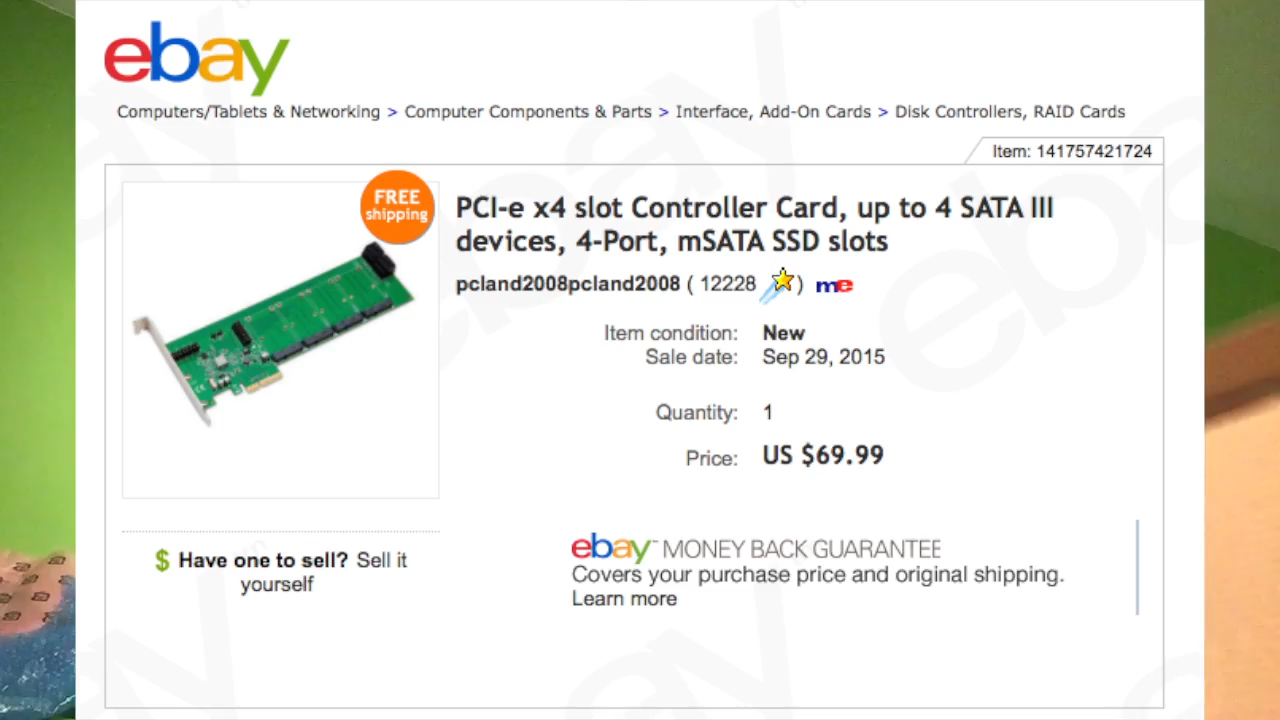 ebay
Computers/Tablets & Networking > Computer Components & Parts > Interface, Add-On Cards > Disk Controllers, RAID Cards
Item: 141757421724
FREE
shipping
PCI-e x4 slot Controller Card, up to 4 SATA III
devices, 4-Port, mSATA SSD slots
pcland2008pcland2008 ( 12228 ) me
Item condition: New
Sale date: Sep 29, 2015
Quantity: 1
Price: US $69.99
$ Have one to sell? Sell it
yourself
ebay™ MONEY BACK GUARANTEE
Covers your purchase price and original shipping.
Learn more